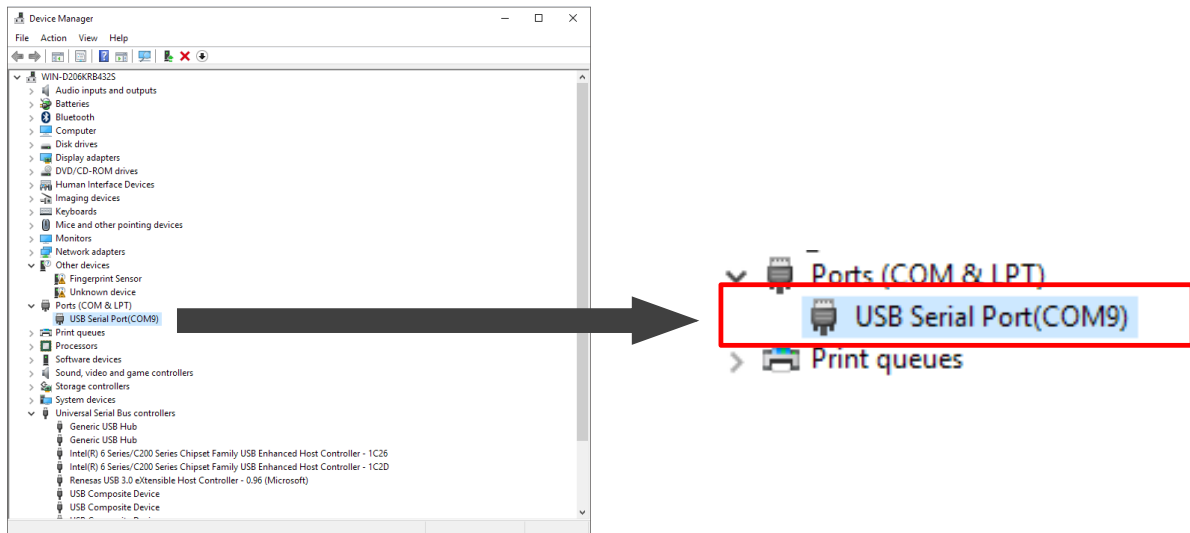 Device Manager
File Action View Help
WIN-D206KRB432S
Audio inputs and outputs
Batteries
Bluetooth
Computer
Disk drives
Display adapters
DVD/CD-ROM drives
Human Interface Devices
Imaging devices
Keyboards
Mice and other pointing devices
Monitors
Network adapters
Other devices
Fingerprint Sensor
Unknown device
Ports (COM & LPT)
USB Serial Port(COM9)
Print queues
Processors
Software devices
Sound, video and game controllers
Storage controllers
System devices
Universal Serial Bus controllers
Generic USB Hub
Generic USB Hub
Intel(R) 6 Series/C200 Series Chipset Family USB Enhanced Host Controller - 1C26
Intel(R) 6 Series/C200 Series Chipset Family USB Enhanced Host Controller - 1C2D
Renesas USB 3.0 eXtensible Host Controller - 0.96 (Microsoft)
USB Composite Device
USB Composite Device
Ports (COM & LPT)
USB Serial Port(COM9)
Print queues